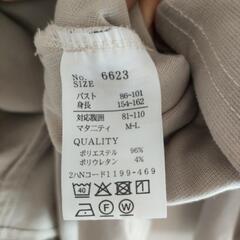 No. 6623
SIZE
バスト 86-101
身長 154-162
対応腹囲 81-110
マタニティ M-L
QUALITY
ポリエステル 96%
ポリウレタン 4%
2ハNコード1199-469
40
F W